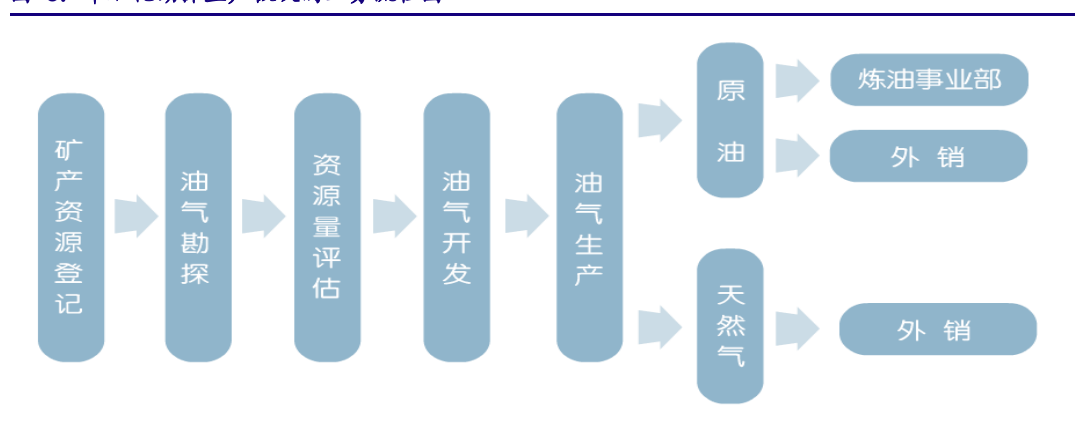 矿产资源登记
油气勘探
资源量评估
油气开发
油气生产
原油
炼油事业部
外 销
天然气
外 销